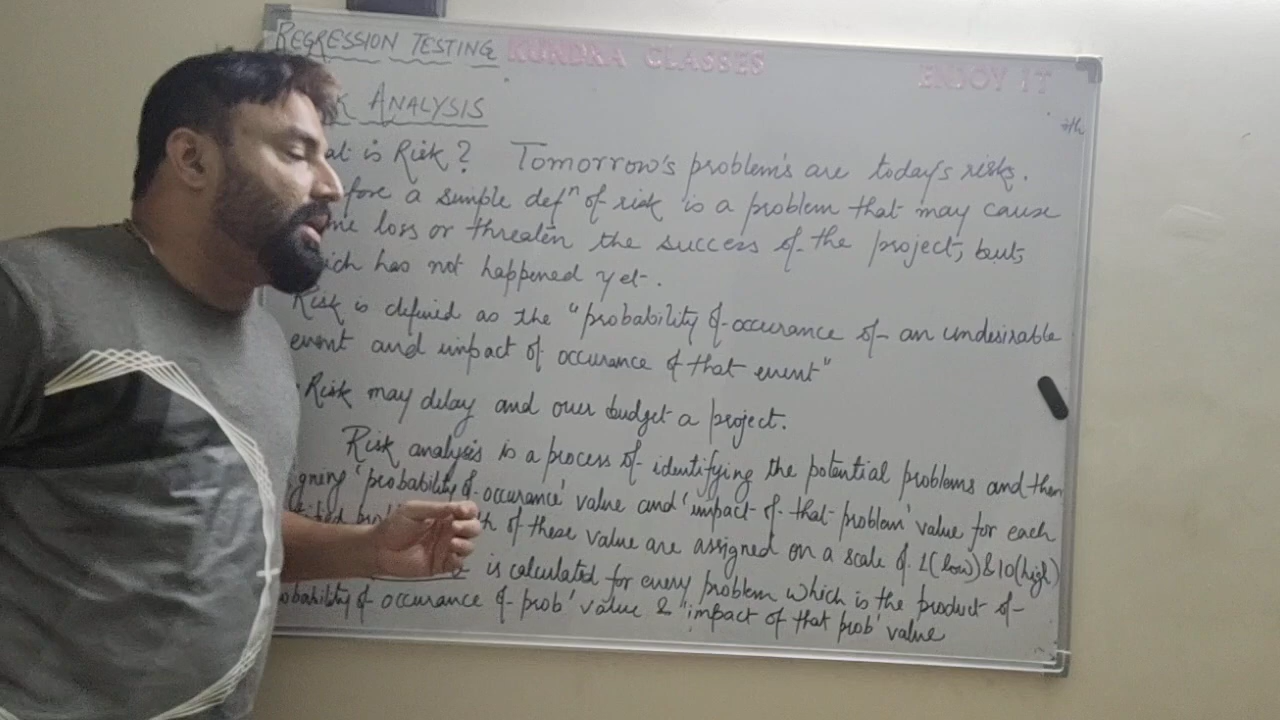 REGRESSION TESTING KUNDRA CLASSES ENJOY IT
ANALYSIS
is Risk? Tomorrow's problem's are today's risks.
a simple defⁿ of risk is a problem that may cause
loss or threaten the success of the project, but,
has not happened yet.
Risk is defined as the "probability of occurance of an undesirable
event and impact of occurance of that event"
Risk may delay and over budget a project.
Risk analysis is a process of identifying the potential problems and then
'probability of occurance' value and 'impact of that problem' value for each
of these value are assigned on a scale of 1(low) & 10(high)
is calculated for every problem which is the product of
of occurance of prob' value & 'impact of that prob' value